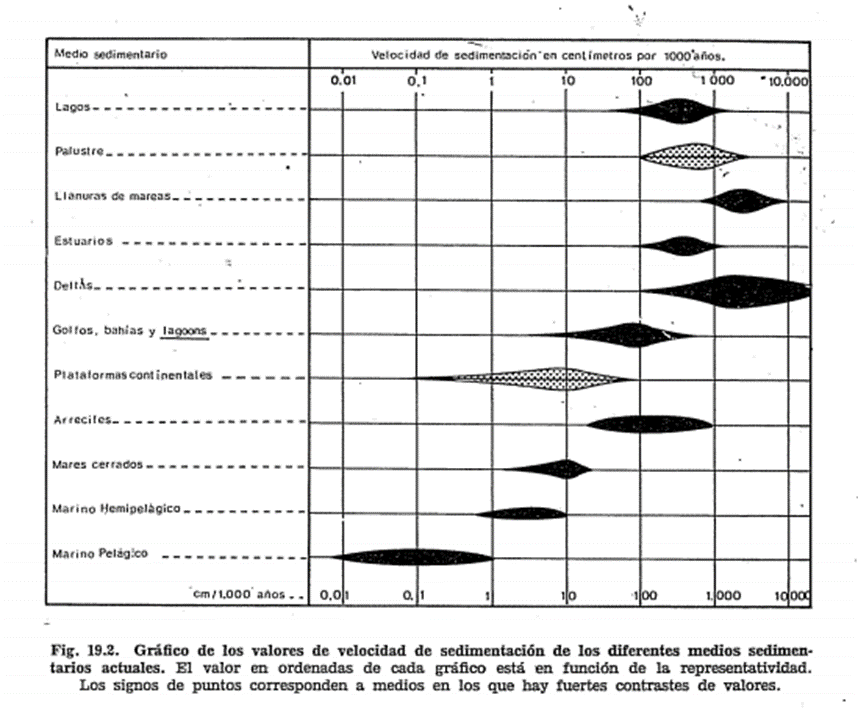 Medio sedimentario
Velocidad de sedimentación en centímetros por 1000 años.
0.01 0,1 1 10 100 1 000 10.000
Lagos
Palustre
Llanuras de mareas
Estuarios
Deltas
Golfos, bahías y lagoons
Plataformas continentales
Arrecifes
Mares cerrados
Marino Hemipelágico
Marino Pelágico
cm/1,000 años 0,01 0.1 1 10 100 1.000 10.000
Fig. 19.2. Gráfico de los valores de velocidad de sedimentación de los diferentes medios sedimen-
tarios actuales. El valor en ordenadas de cada gráfico está en función de la representatividad.
Los signos de puntos corresponden a medios en los que hay fuertes contrastes de valores.